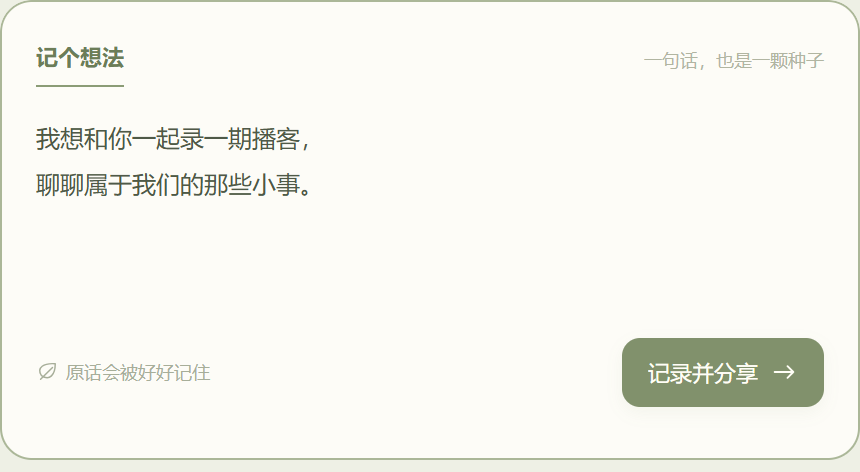 记个想法
一句话，也是一颗种子
我想和你一起录一期播客，
聊聊属于我们的那些小事。
原话会被好好记住
记录并分享 →